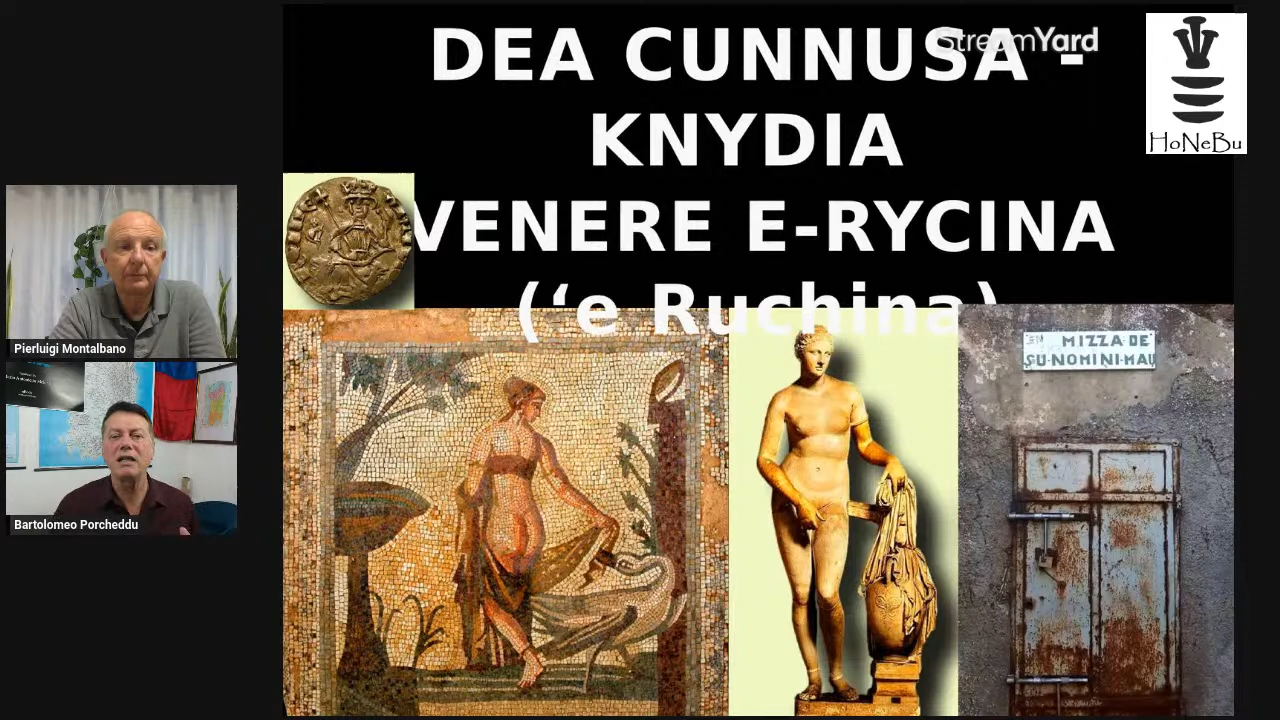 DEA CUNNUSA -
KNYDIA
VENERE E-RYCINA
(‘e Ruchina)
StreamYard
HoNeBu
Pierluigi Montalbano
Bartolomeo Porcheddu
MIZZA DE
SU·NOMINI·MAU